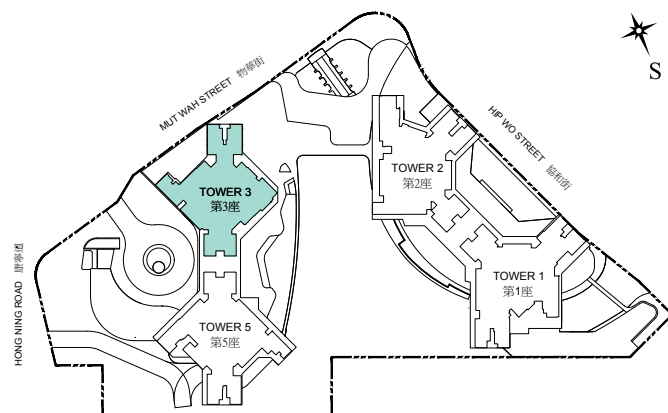 MUT WAH STREET 物華街
S
HIP WO STREET 協和街
TOWER 2
第2座
TOWER 3
第3座
HONG NING ROAD 康寧道
TOWER 1
第1座
TOWER 5
第5座